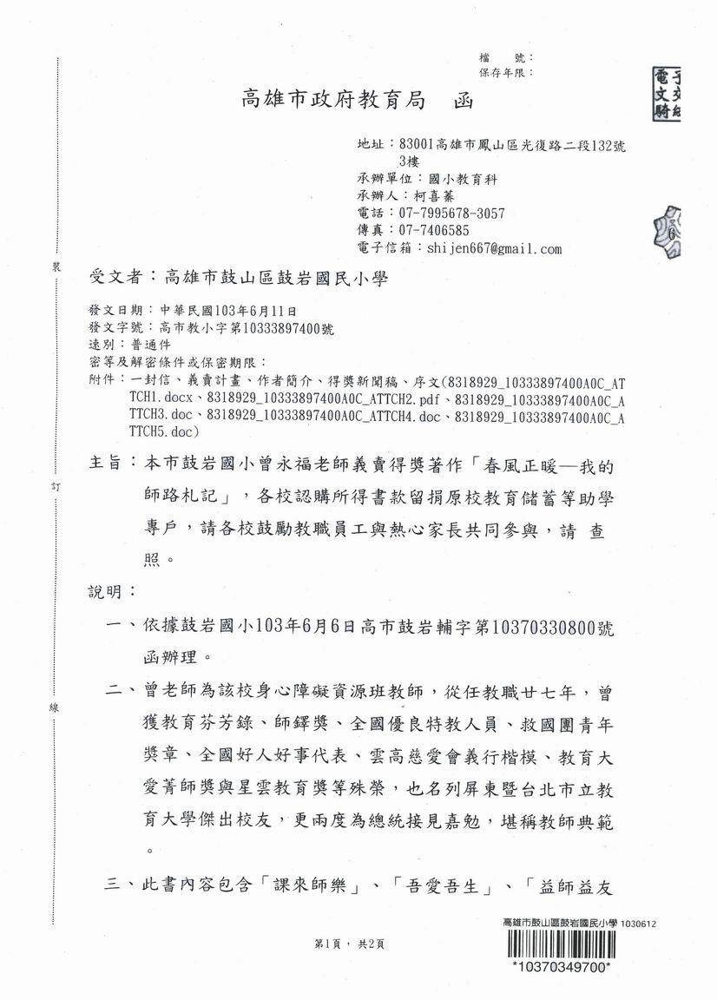 檔　　號：
保存年限：
高雄市政府教育局　函
地址：83001高雄市鳳山區光復路二段132號
3樓
承辦單位：國小教育科
承辦人：柯喜蓁
電話：07-7995678-3057
傳真：07-7406585
電子信箱：shijen667@gmail.com
受文者：高雄市鼓山區鼓岩國民小學
發文日期：中華民國103年6月11日
發文字號：高市教小字第10333897400號
速別：普通件
密等及解密條件或保密期限：
附件：一封信、義賣計畫、作者簡介、得獎新聞稿、序文(8318929_10333897400A0C_AT
TCH1.docx、8318929_10333897400A0C_ATTCH2.pdf、8318929_10333897400A0C_A
TTCH3.doc、8318929_10333897400A0C_ATTCH4.doc、8318929_10333897400A0C_A
TTCH5.doc)
主旨：本市鼓岩國小曾永福老師義賣得獎著作「春風正暖—我的
師路札記」，各校認購所得書款留捐原校教育儲蓄等助學
專戶，請各校鼓勵教職員工與熱心家長共同參與，請 查
照。
說明：
一、依據鼓岩國小103年6月6日高市鼓岩輔字第10370330800號
函辦理。
二、曾老師為該校身心障礙資源班教師，從任教職廿七年，曾
獲教育芬芳錄、師鐸獎、全國優良特教人員、救國團青年
獎章、全國好人好事代表、雲高慈愛會義行楷模、教育大
愛菁師獎與星雲教育獎等殊榮，也名列屏東暨台北市立教
育大學傑出校友，更兩度為總統接見嘉勉，堪稱教師典範
。
三、此書內容包含「課來師樂」、「吾愛吾生」、「益師益友
裝
訂
線
電子
文交
騎
6
第1頁，共2頁
高雄市鼓山區鼓岩國民小學 1030612
*10370349700*